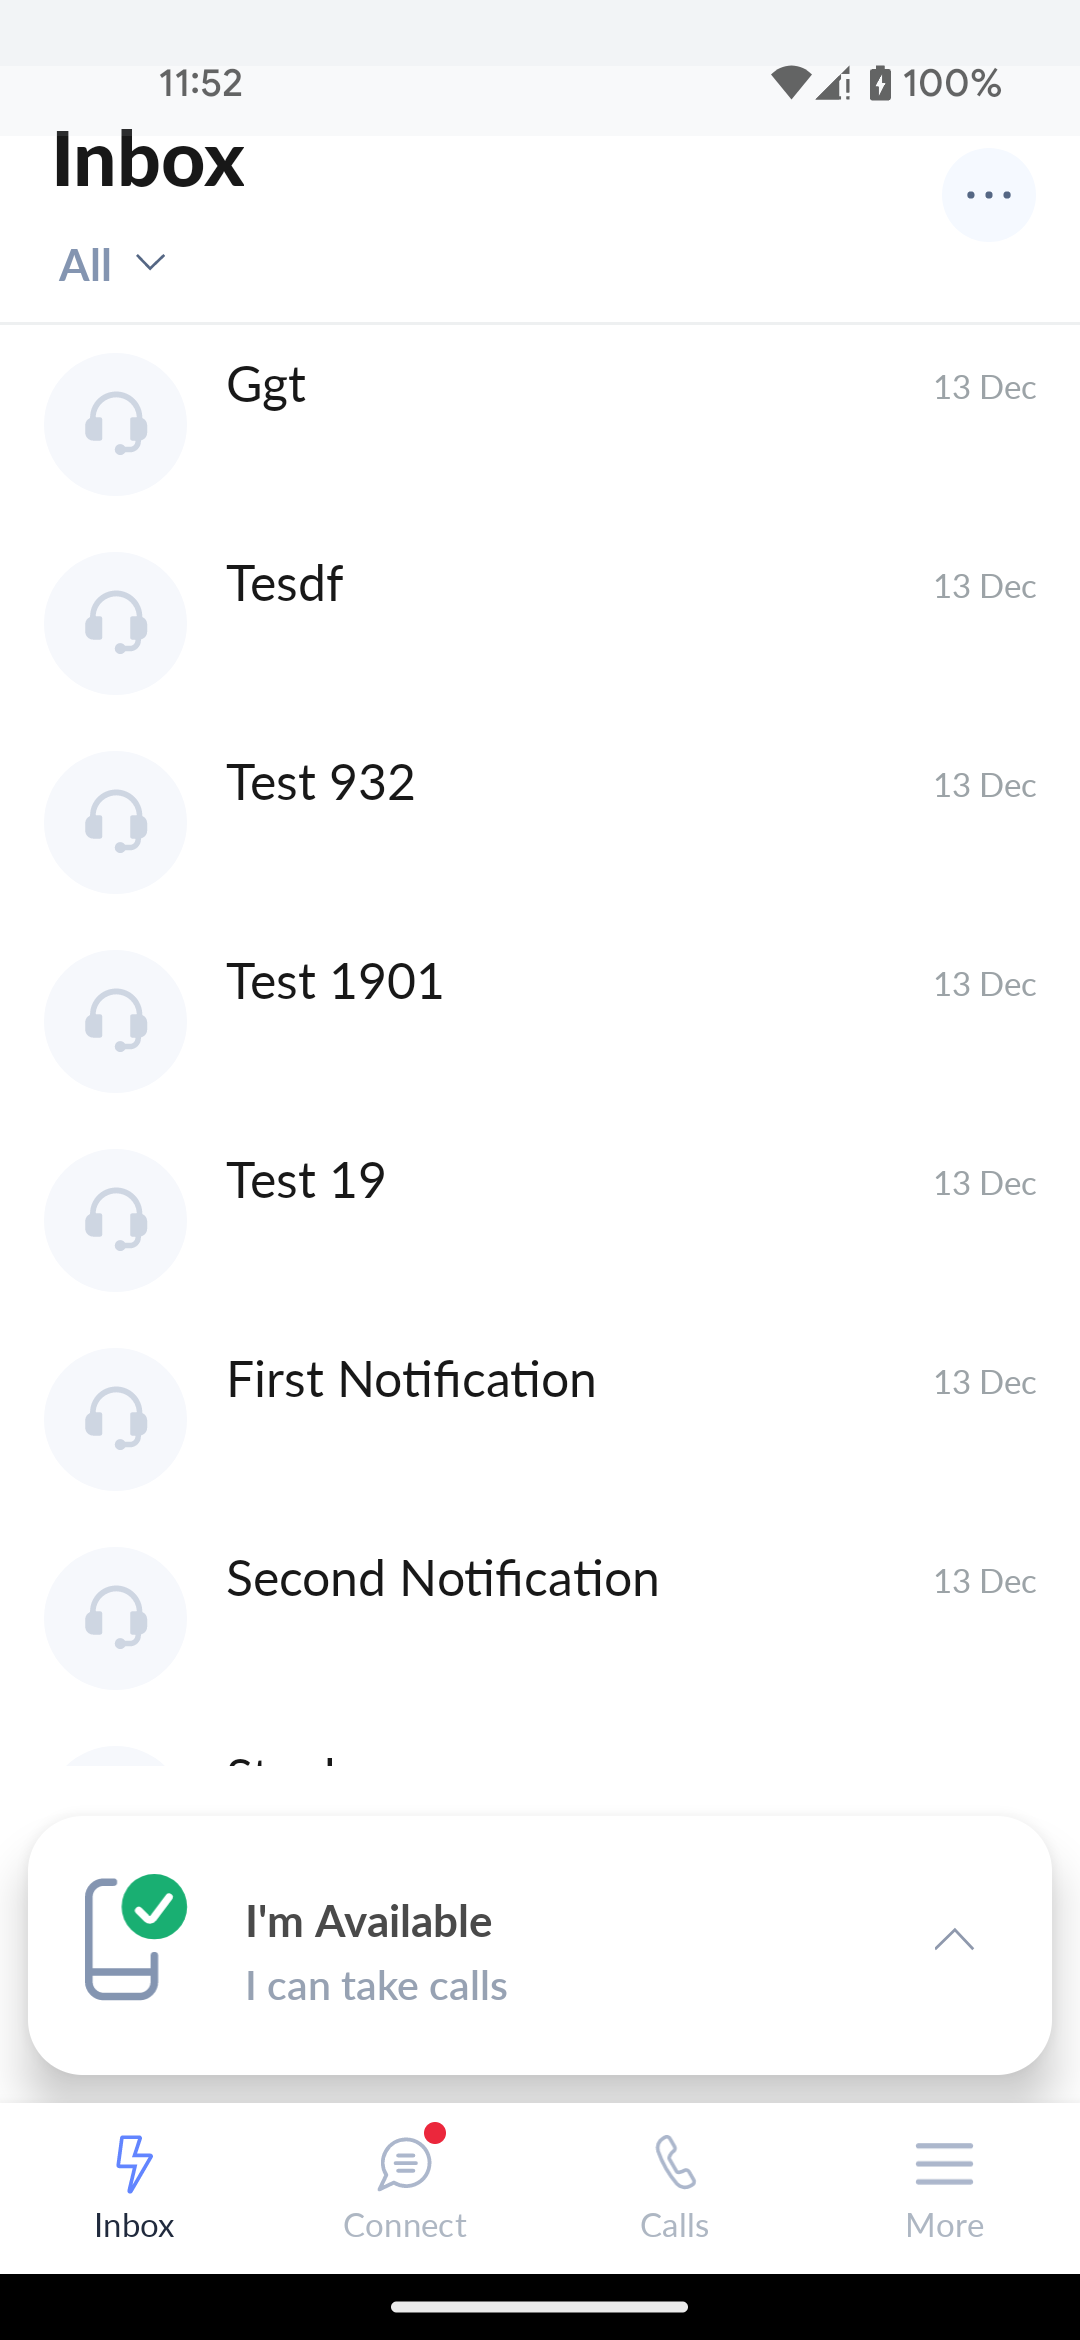 11:52
100%
Inbox
All
Ggt
13 Dec
Tesdf
13 Dec
Test 932
13 Dec
Test 1901
13 Dec
Test 19
13 Dec
First Notification
13 Dec
Second Notification
13 Dec
I'm Available
I can take calls
Inbox
Connect
Calls
More